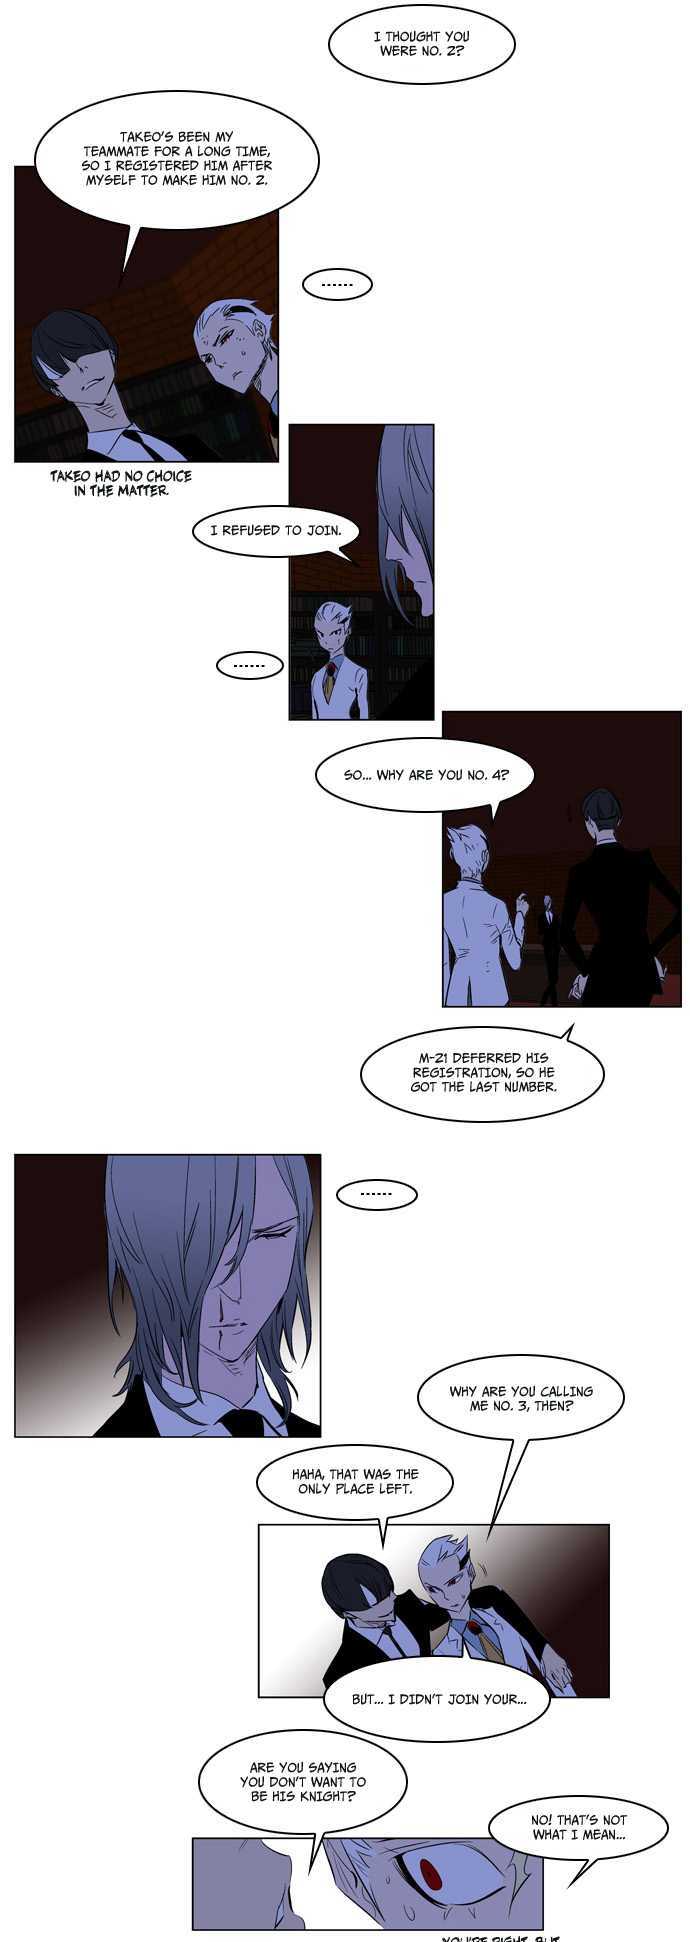 I THOUGHT YOU
WERE NO. 2?
TAKEO'S BEEN MY
TEAMMATE FOR A LONG TIME,
SO I REGISTERED HIM AFTER
MYSELF TO MAKE HIM NO. 2.
......
TAKEO HAD NO CHOICE
IN THE MATTER.
I REFUSED TO JOIN.
......
SO... WHY ARE YOU NO. 4?
M-21 DEFERRED HIS
REGISTRATION, SO HE
GOT THE LAST NUMBER.
......
WHY ARE YOU CALLING
ME NO. 3, THEN?
HAHA, THAT WAS THE
ONLY PLACE LEFT.
BUT... I DIDN'T JOIN YOUR...
ARE YOU SAYING
YOU DON'T WANT TO
BE HIS KNIGHT?
NO! THAT'S NOT
WHAT I MEAN...
YOU'RE RIGHT, BUT